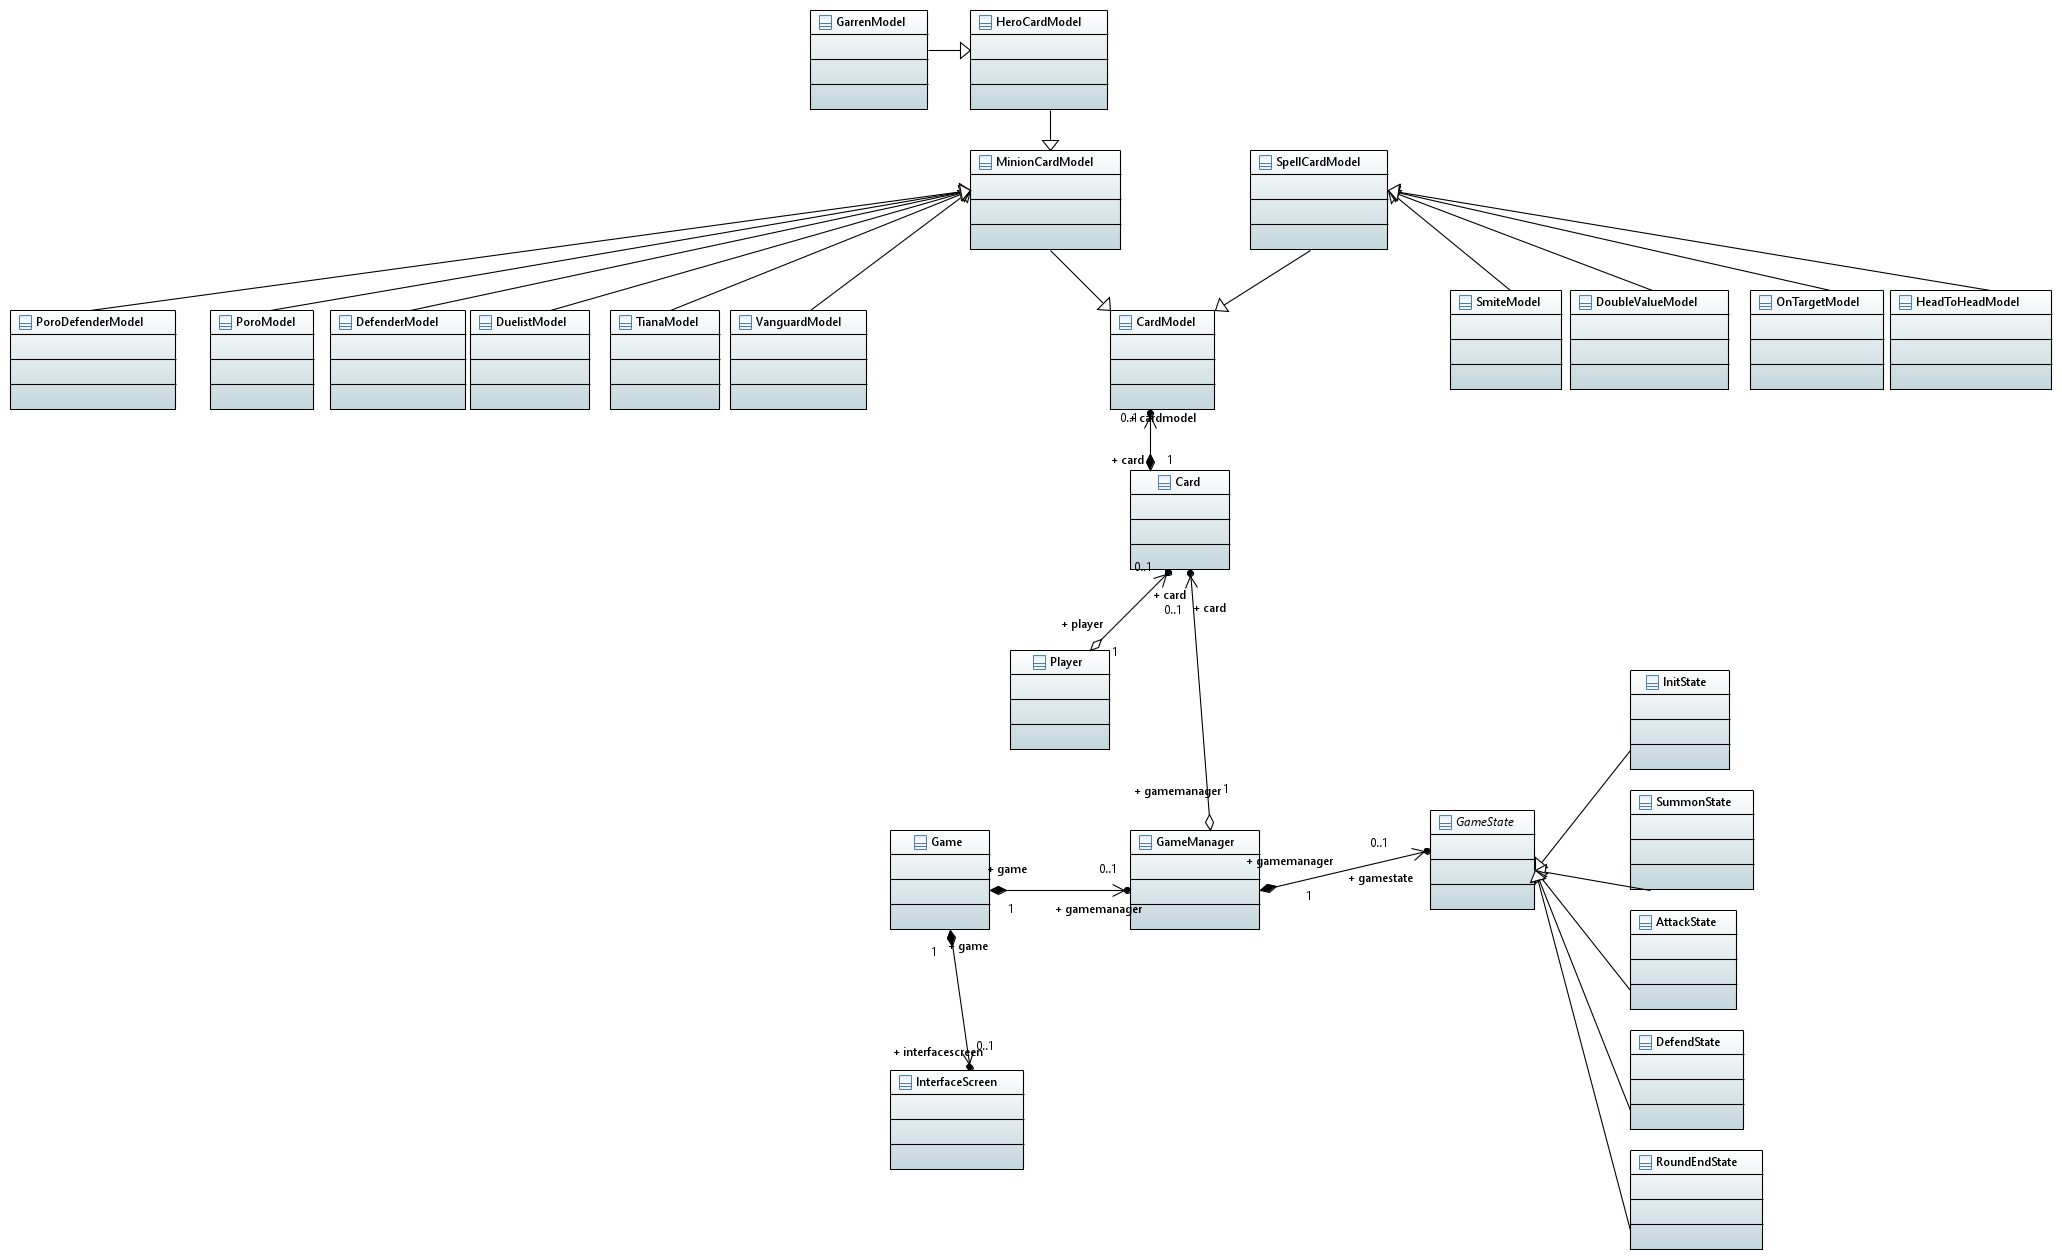 GarrenModel
HeroCardModel
MinionCardModel
SpellCardModel
PoroDefenderModel
PoroModel
DefenderModel
DuelistModel
TianaModel
VanguardModel
CardModel
SmiteModel
DoubleValueModel
OnTargetModel
HeadToHeadModel
0..1
+ cardmodel
+ card
1
Card
0..1
+ card
0..1
+ card
+ player
1
Player
InitState
+ gamemanager
1
SummonState
Game
GameManager
GameState
+ game
0..1
+ gamemanager
0..1
+ gamestate
1
1
+ gamemanager
AttackState
1
+ game
DefendState
+ interfacescreen
0..1
InterfaceScreen
RoundEndState